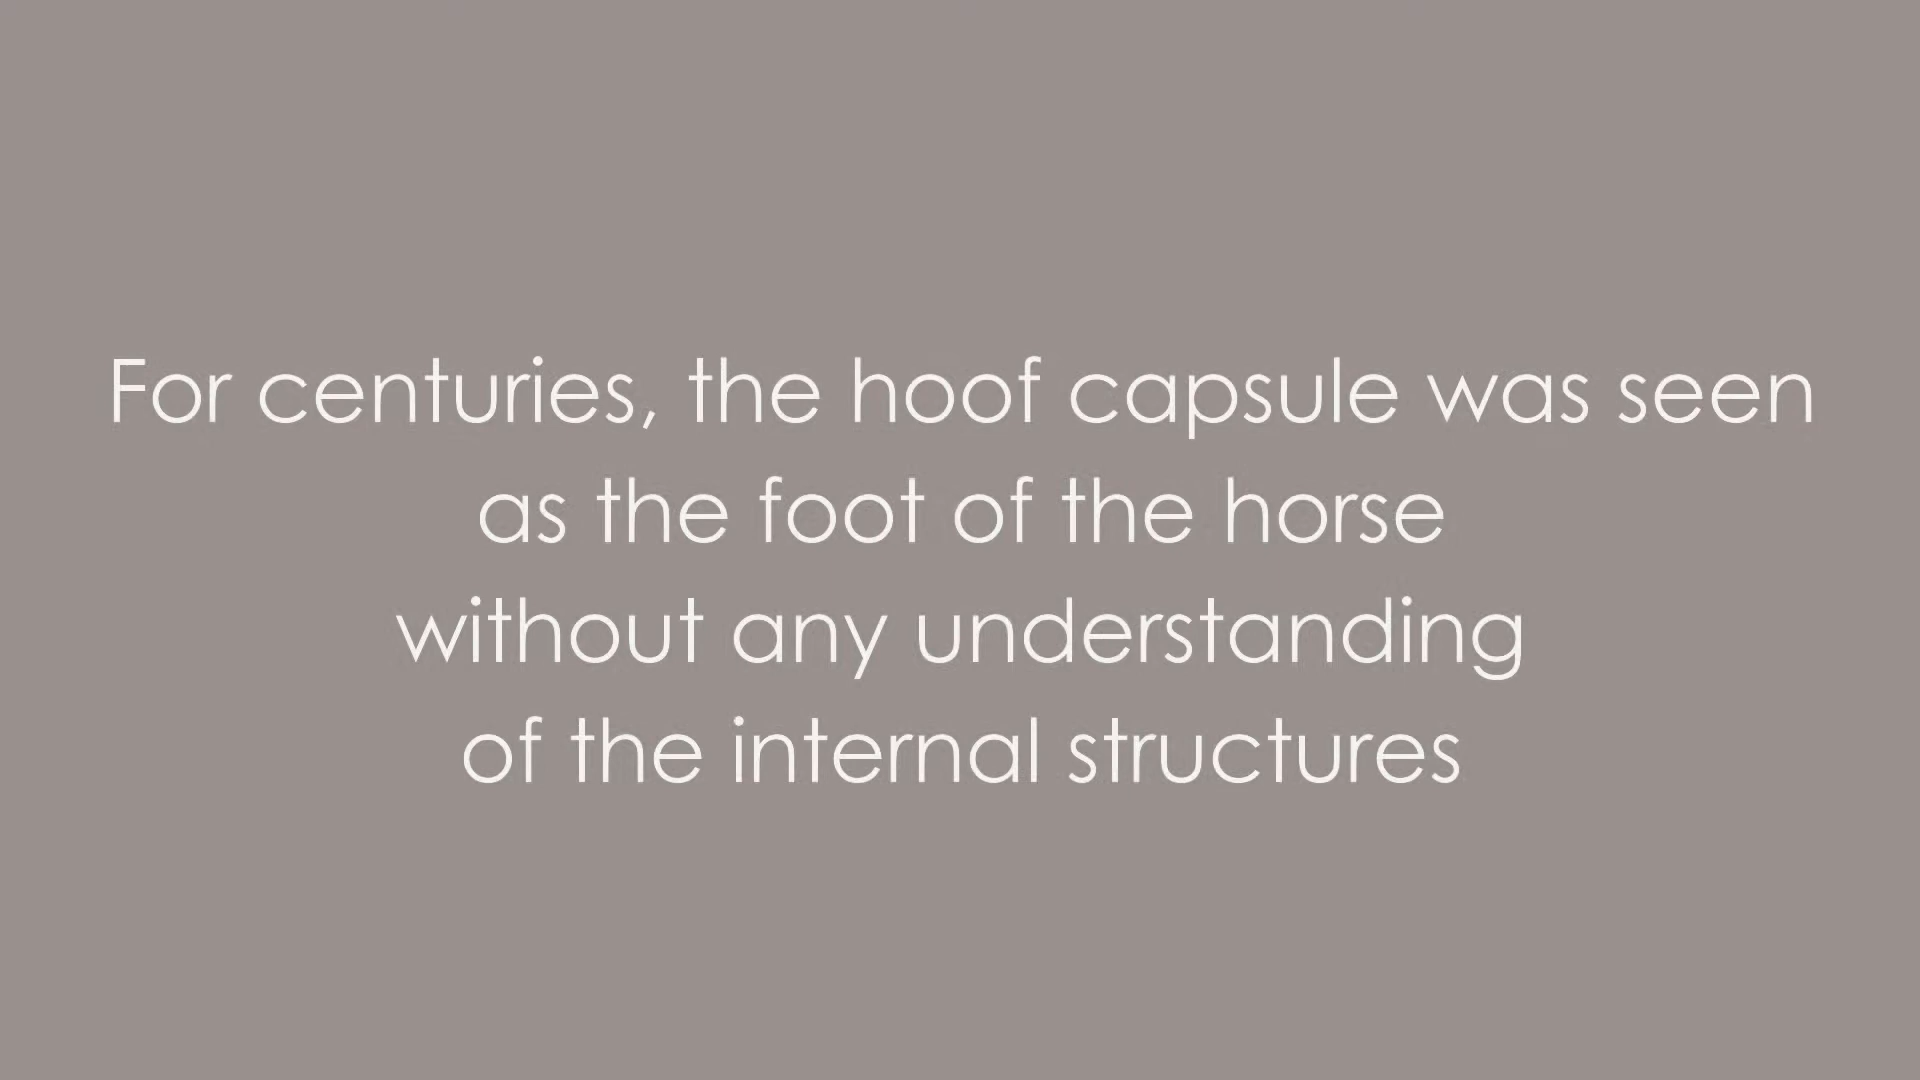 For centuries, the hoof capsule was seen
as the foot of the horse
without any understanding
of the internal structures